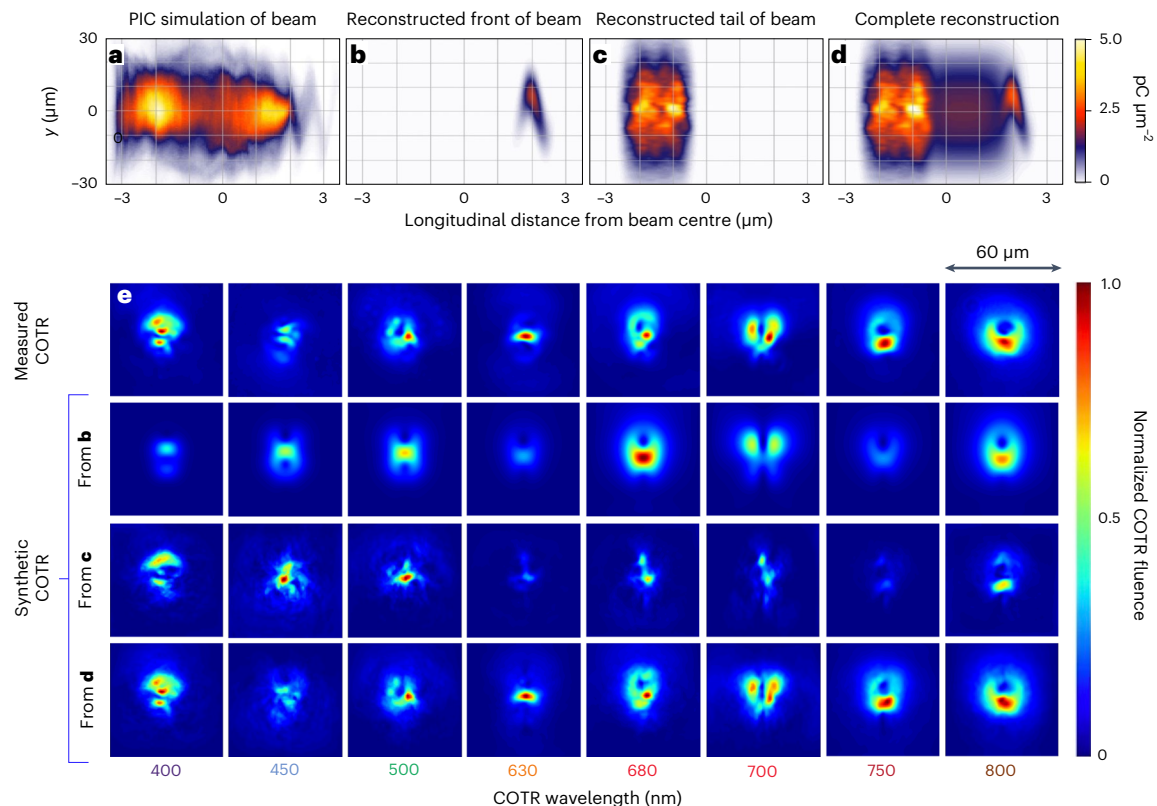 PIC simulation of beam
Reconstructed front of beam
Reconstructed tail of beam
Complete reconstruction
30
0
–30
y (μm)
a
0
b
c
d
–3 0 3
–3 0 3
–3 0 3
–3 0 3
Longitudinal distance from beam centre (μm)
5.0
2.5
0
pC μm⁻²
60 μm
e
Measured
COTR
Synthetic
COTR
From b
From c
From d
1.0
0.5
0
Normalized COTR fluence
400 450 500 630 680 700 750 800
COTR wavelength (nm)